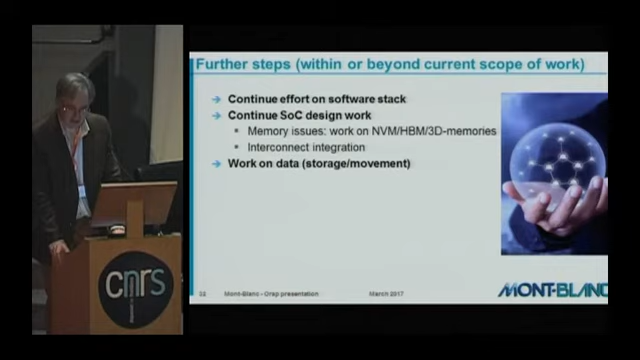 Further steps (within or beyond current scope of work)
Continue effort on software stack
Continue SoC design work
Memory issues: work on NVM/HBM/3D-memories
Interconnect integration
Work on data (storage/movement)
cnrs
22 Mont-Blanc - Orap presentation March 2017
MONT-BLANC